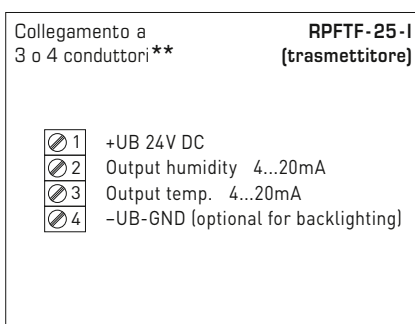 Collegamento a RPFTF-25-I
3 o 4 conduttori** (trasmettitore)
1 +UB 24V DC
2 Output humidity 4...20mA
3 Output temp. 4...20mA
4 –UB-GND (optional for backlighting)